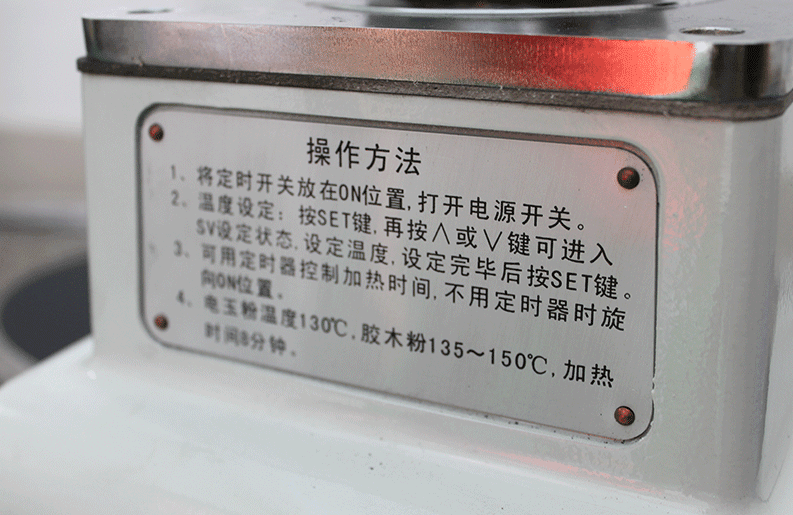 操作方法
1、将定时开关放在ON位置,打开电源开关。
2、温度设定：按SET键,再按∧或∨键可进入
SV设定状态,设定温度,设定完毕后按SET键。
3、可用定时器控制加热时间,不用定时器时旋
向ON位置。
4、电玉粉温度130℃,胶木粉135～150℃,加热
时间8分钟。